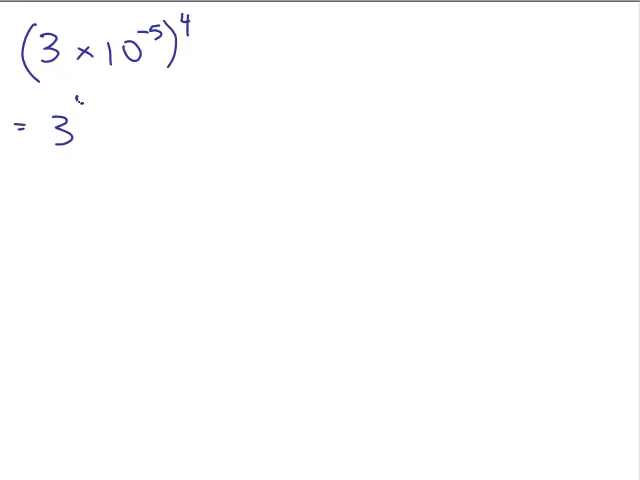 (3 × 10⁻⁵)⁴
= 3